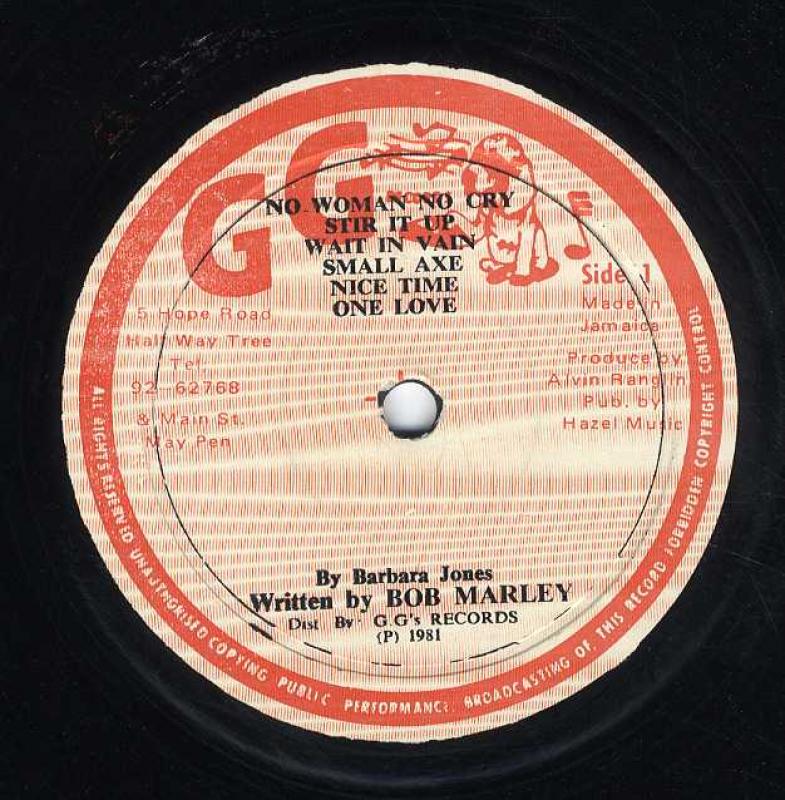 GG
NO WOMAN NO CRY
STIR IT UP
WAIT IN VAIN
SMALL AXE
NICE TIME
ONE LOVE
5 Hope Road
Half Way Tree
Tel.
92-62768
& Main St.
May Pen
Side 1
Made in
Jamaica
Produce by
Alvin Ranglin
Pub. by
Hazel Music
By Barbara Jones
Written by BOB MARLEY
Dist By G.G's RECORDS
(P) 1981
ALL RIGHTS RESERVED UNAUTHORISED COPYING PUBLIC PERFORMANCE. BROADCASTING OF THIS RECORD FORBIDDEN COPYRIGHT CONTROL